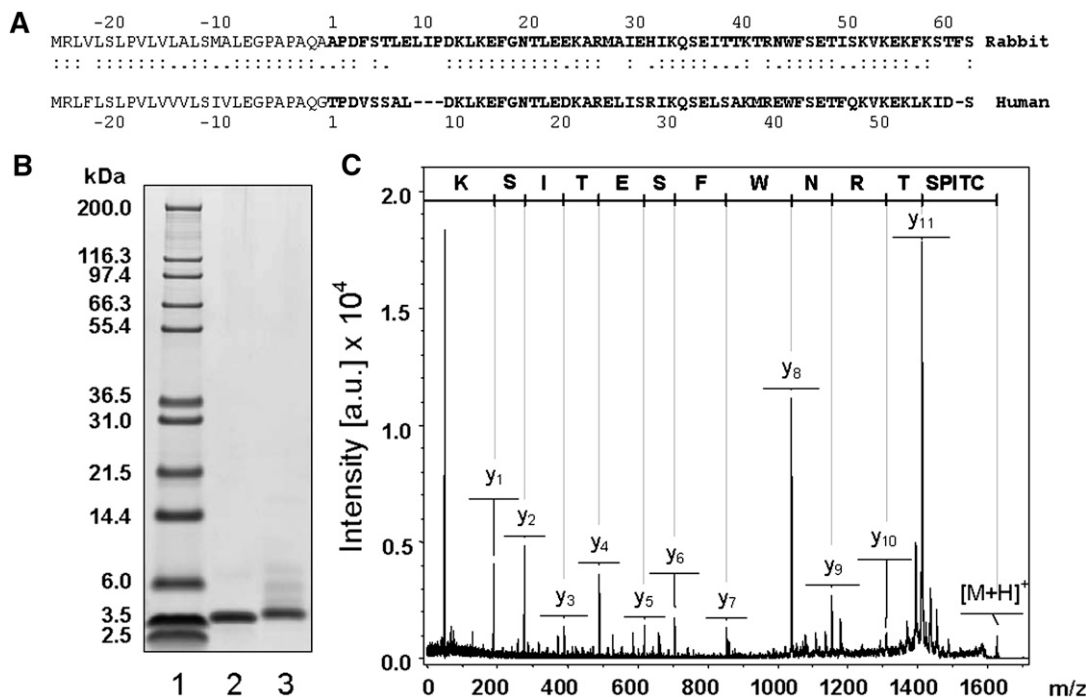 A
-20 -10 1 10 20 30 40 50 60
MRLVLSLPVLVLALSMALEGPAPAQAAPDFSTLELIPDKLKEFGNTLEEKARMAIEHIKQSEITTKTRNWFSETISKVKEKFKSTFS Rabbit
MRLFLSLPVLVVVLSIVLEGPAPAQGTPDVSSAL---DKLKEFGNTLEDKARELISRIKQSELSAKMREWFSETFQKVKEKLKID-S Human
-20 -10 1 10 20 30 40 50
B
kDa
200.0
116.3
97.4
66.3
55.4
36.5
31.0
21.5
14.4
6.0
3.5
2.5
1 2 3
C
K S I T E S F W N R T SPITC
Intensity [a.u.] x 10⁴
2.0
1.5
1.0
0.5
0.0
y₁
y₂
y₃
y₄
y₅
y₆
y₇
y₈
y₉
y₁₀
y₁₁
[M+H]⁺
0 200 400 600 800 1000 1200 1400 1600 m/z